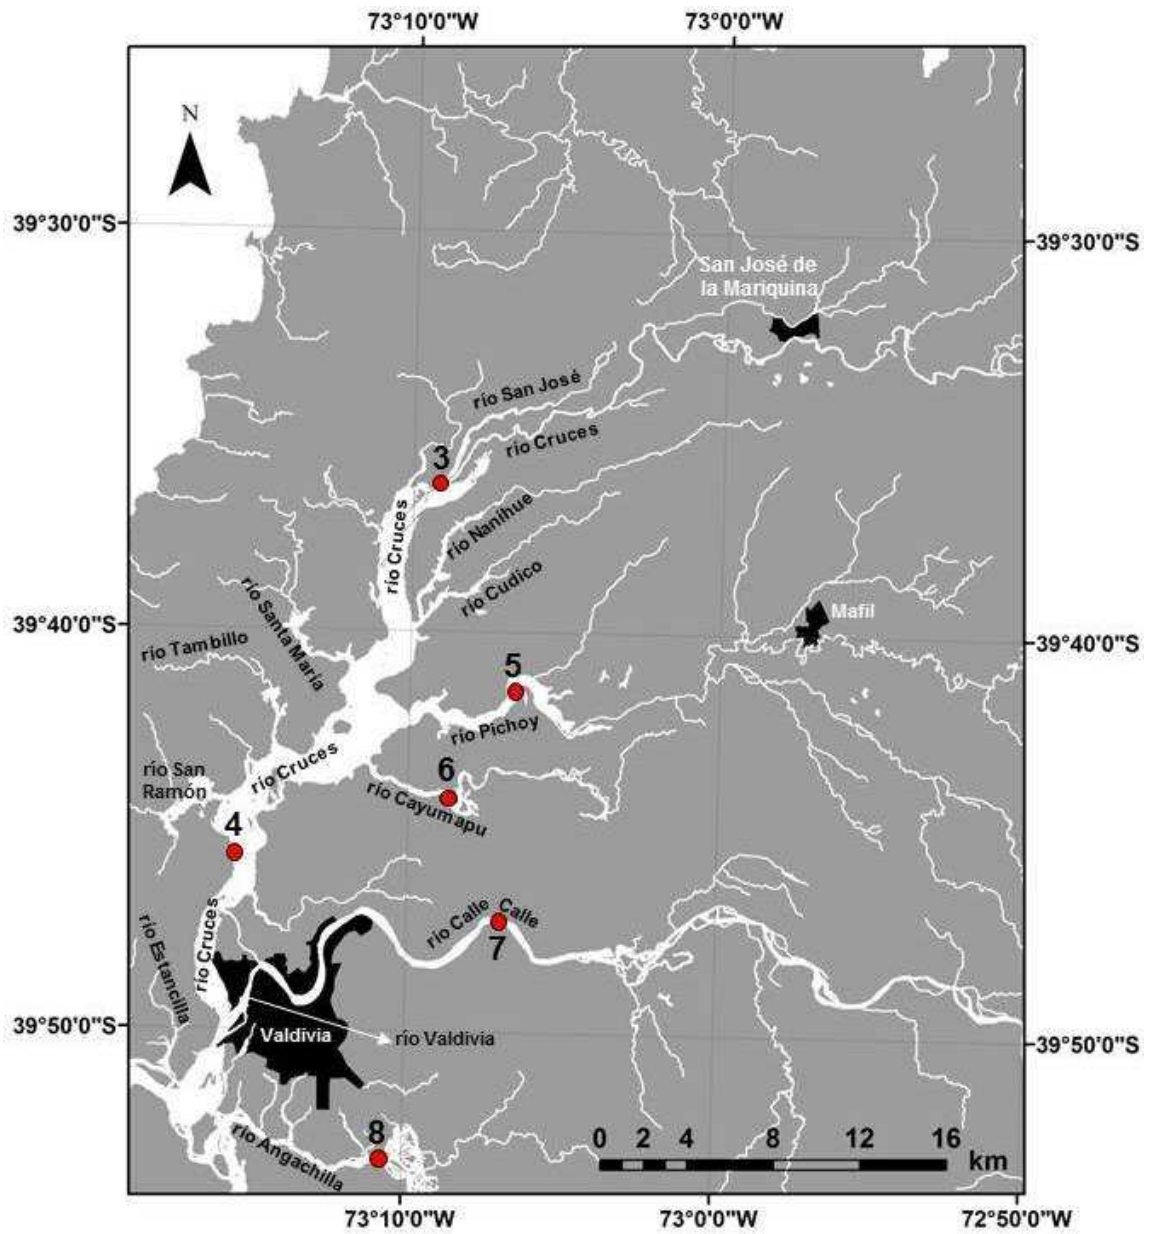 73°10'0"W
73°0'0"W
N
39°30'0"S
39°30'0"S
San José de
la Mariquina
río San José
río Cruces
3
río Cruces
río Nanihue
río Cudico
río Santa María
39°40'0"S
Mafil
39°40'0"S
río Tambillo
5
río Pichoy
río Cruces
río San
Ramón
6
río Cayumapu
4
río Calle Calle
7
río Cruces
río Estancilla
39°50'0"S
Valdivia
río Valdivia
39°50'0"S
8
río Angachilla
0 2 4 8 12 16
km
73°10'0"W
73°0'0"W
72°50'0"W